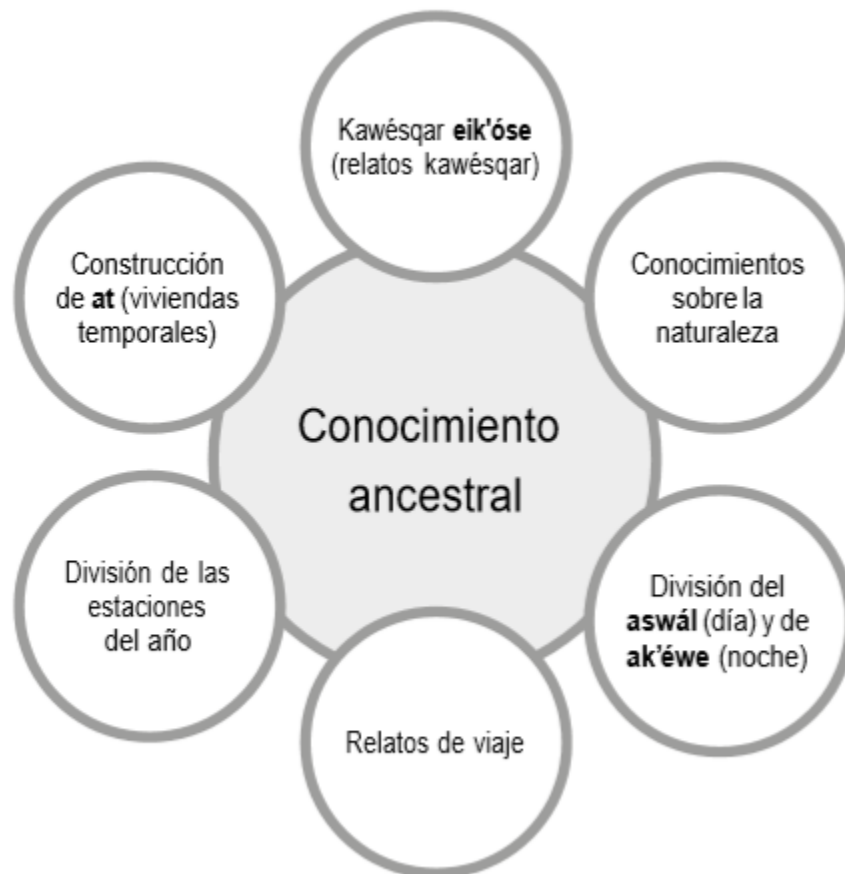 Kawésqar eik'óse
(relatos kawésqar)
Conocimientos
sobre la
naturaleza
División del
aswál (día) y de
ak’éwe (noche)
Relatos de viaje
División de las
estaciones
del año
Construcción
de at (viviendas
temporales)
Conocimiento
ancestral